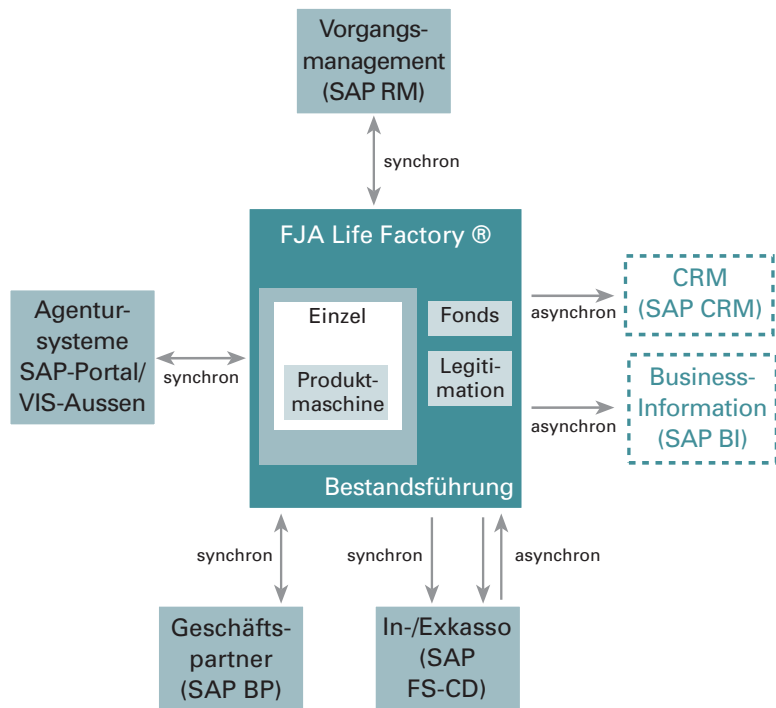 Vorgangs-
management
(SAP RM)
synchron
FJA Life Factory ®
Agentur-
systeme
SAP-Portal/
VIS-Aussen
synchron
Einzel
Produkt-
maschine
Fonds
Legiti-
mation
Bestandsführung
asynchron
CRM
(SAP CRM)
asynchron
Business-
Information
(SAP BI)
synchron
synchron
asynchron
Geschäfts-
partner
(SAP BP)
In-/Exkasso
(SAP
FS-CD)